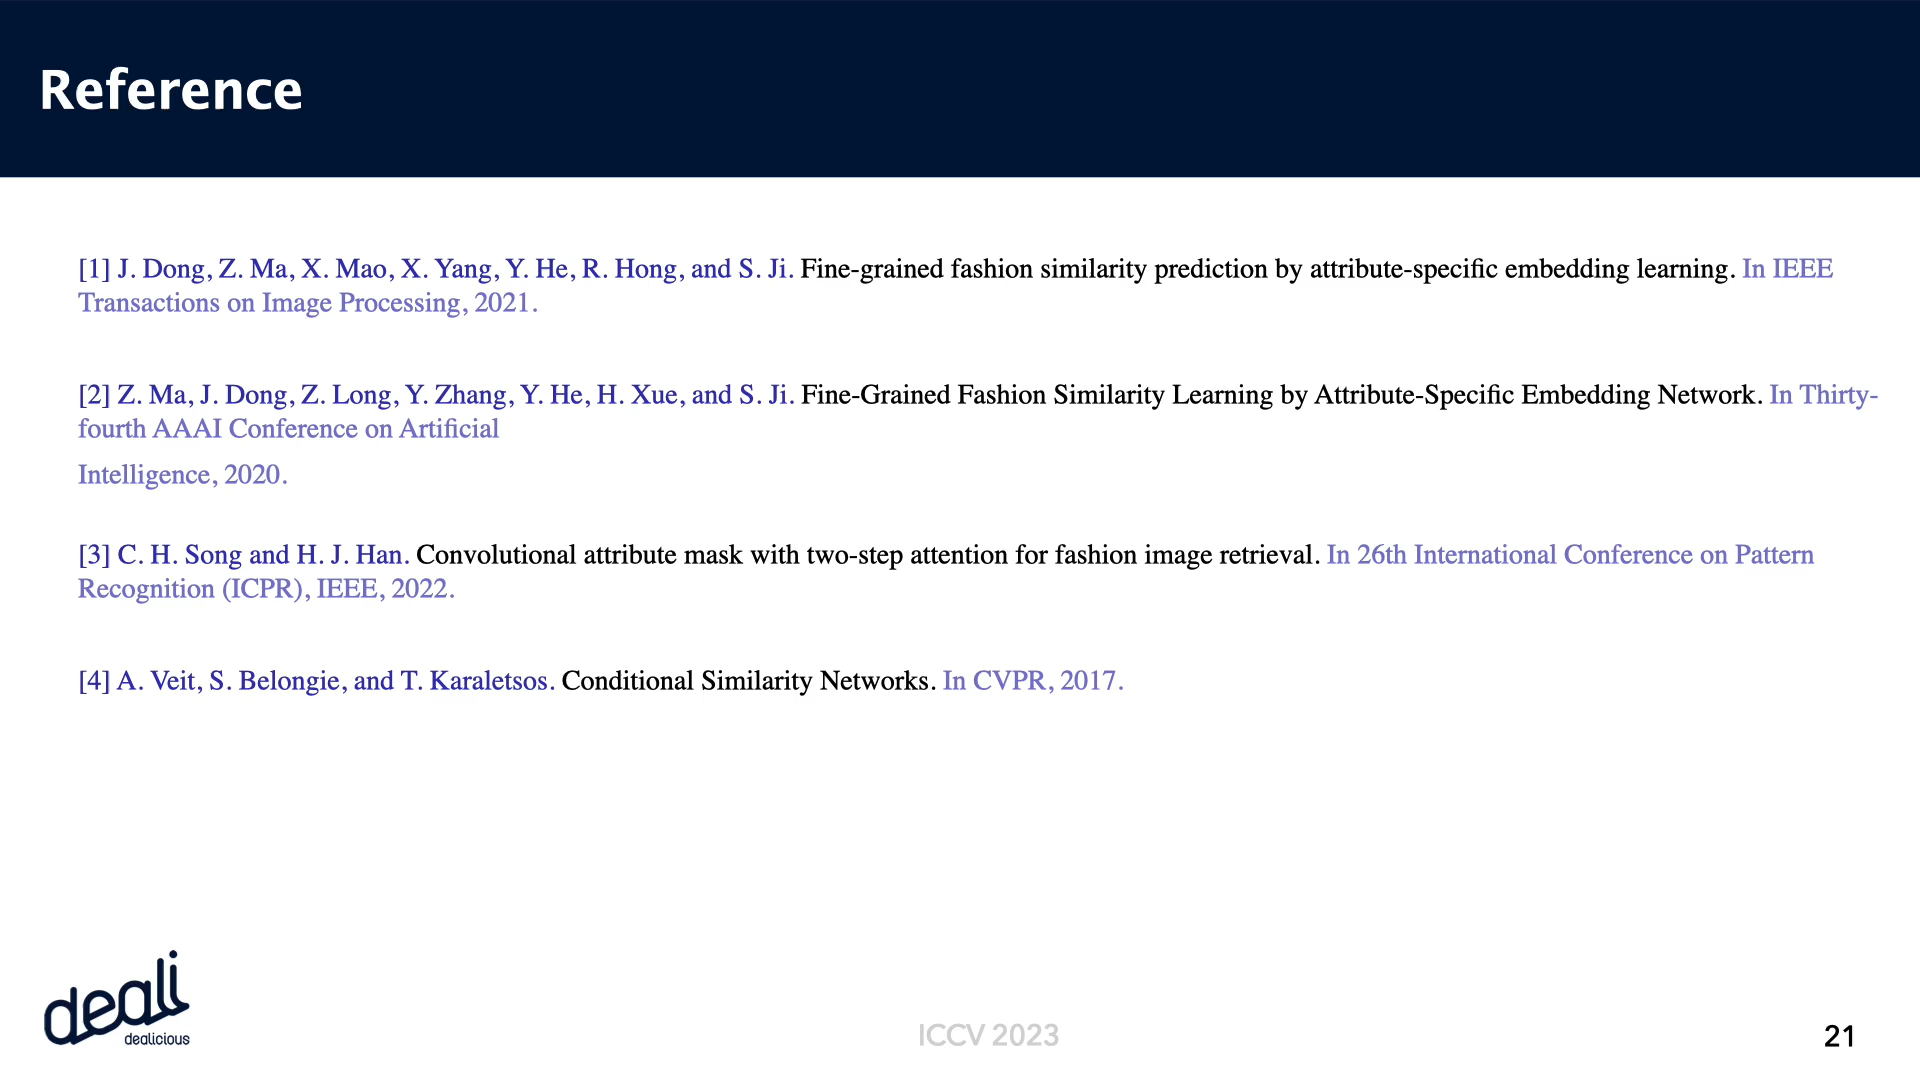 Reference
[1] J. Dong, Z. Ma, X. Mao, X. Yang, Y. He, R. Hong, and S. Ji. Fine-grained fashion similarity prediction by attribute-specific embedding learning. In IEEE
Transactions on Image Processing, 2021.
[2] Z. Ma, J. Dong, Z. Long, Y. Zhang, Y. He, H. Xue, and S. Ji. Fine-Grained Fashion Similarity Learning by Attribute-Specific Embedding Network. In Thirty-
fourth AAAI Conference on Artificial
Intelligence, 2020.
[3] C. H. Song and H. J. Han. Convolutional attribute mask with two-step attention for fashion image retrieval. In 26th International Conference on Pattern
Recognition (ICPR), IEEE, 2022.
[4] A. Veit, S. Belongie, and T. Karaletsos. Conditional Similarity Networks. In CVPR, 2017.
deali
dealicious
ICCV 2023
21